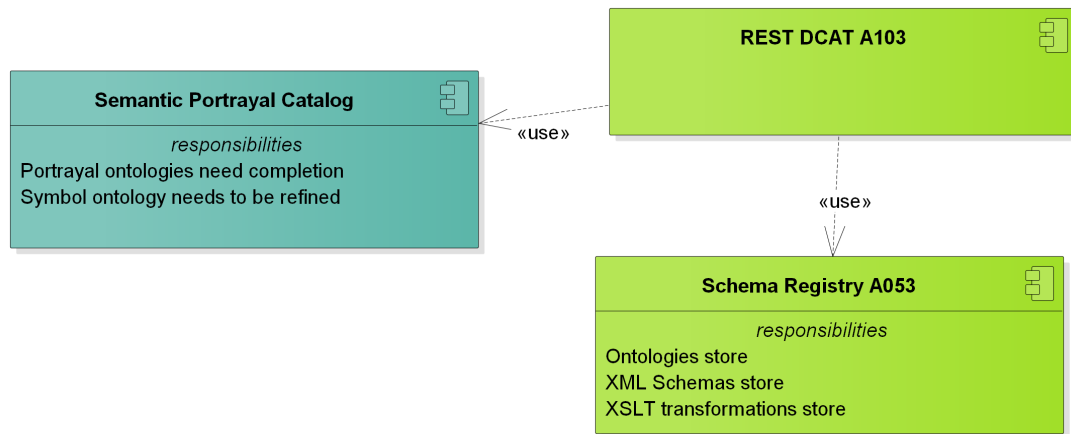 REST DCAT A103
Semantic Portrayal Catalog
responsibilities
Portrayal ontologies need completion
Symbol ontology needs to be refined
«use»
«use»
Schema Registry A053
responsibilities
Ontologies store
XML Schemas store
XSLT transformations store